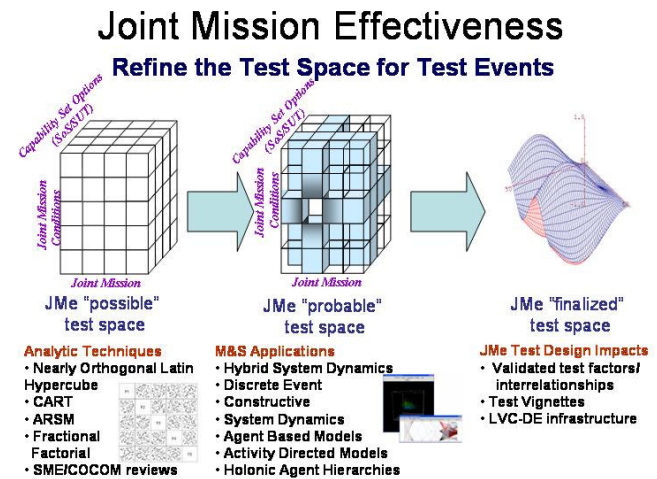 Joint Mission Effectiveness
Refine the Test Space for Test Events
Capability Set Options
(SoS/SUT)
Joint Mission
Conditions
Joint Mission
JMe "possible"
test space
Capability Set Options
(SoS/SUT)
Joint Mission
Conditions
Joint Mission
JMe "probable"
test space
JMe "finalized"
test space
Analytic Techniques
• Nearly Orthogonal Latin
Hypercube
• CART
• ARSM
• Fractional
Factorial
• SME/COCOM reviews
M&S Applications
• Hybrid System Dynamics
• Discrete Event
• Constructive
• System Dynamics
• Agent Based Models
• Activity Directed Models
• Holonic Agent Hierarchies
JMe Test Design Impacts
• Validated test factors/
interrelationships
• Test Vignettes
• LVC-DE infrastructure